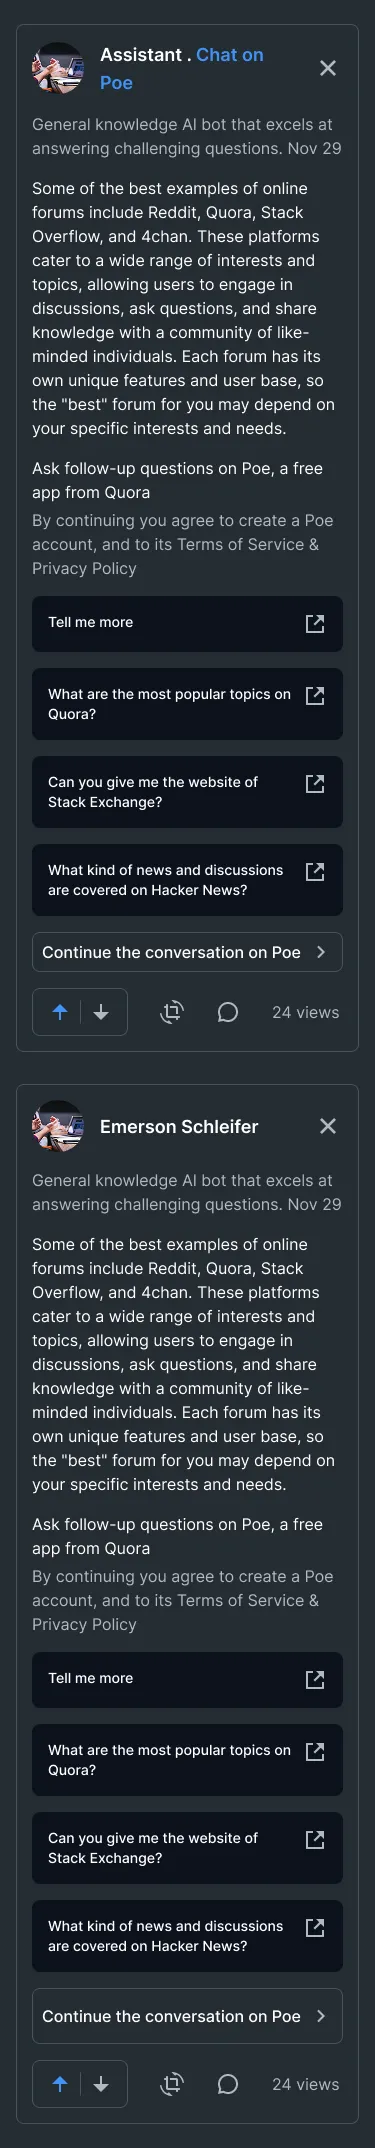 Assistant . Chat on
Poe
General knowledge AI bot that excels at
answering challenging questions. Nov 29
Some of the best examples of online
forums include Reddit, Quora, Stack
Overflow, and 4chan. These platforms
cater to a wide range of interests and
topics, allowing users to engage in
discussions, ask questions, and share
knowledge with a community of like-
minded individuals. Each forum has its
own unique features and user base, so
the "best" forum for you may depend on
your specific interests and needs.
Ask follow-up questions on Poe, a free
app from Quora
By continuing you agree to create a Poe
account, and to its Terms of Service &
Privacy Policy
Tell me more
What are the most popular topics on
Quora?
Can you give me the website of
Stack Exchange?
What kind of news and discussions
are covered on Hacker News?
Continue the conversation on Poe
24 views
Emerson Schleifer
General knowledge AI bot that excels at
answering challenging questions. Nov 29
Some of the best examples of online
forums include Reddit, Quora, Stack
Overflow, and 4chan. These platforms
cater to a wide range of interests and
topics, allowing users to engage in
discussions, ask questions, and share
knowledge with a community of like-
minded individuals. Each forum has its
own unique features and user base, so
the "best" forum for you may depend on
your specific interests and needs.
Ask follow-up questions on Poe, a free
app from Quora
By continuing you agree to create a Poe
account, and to its Terms of Service &
Privacy Policy
Tell me more
What are the most popular topics on
Quora?
Can you give me the website of
Stack Exchange?
What kind of news and discussions
are covered on Hacker News?
Continue the conversation on Poe
24 views